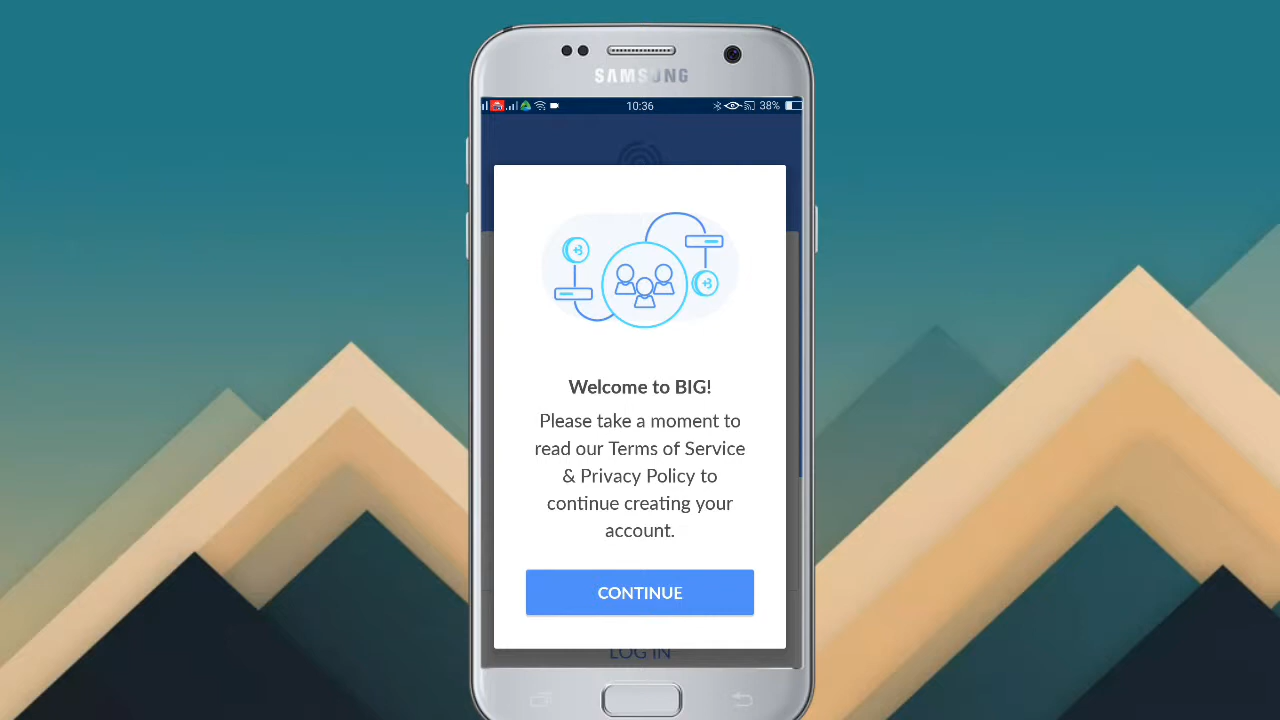 SAMSUNG
10:36
38%
Welcome to BIG!
Please take a moment to
read our Terms of Service
& Privacy Policy to
continue creating your
account.
CONTINUE
LOG IN